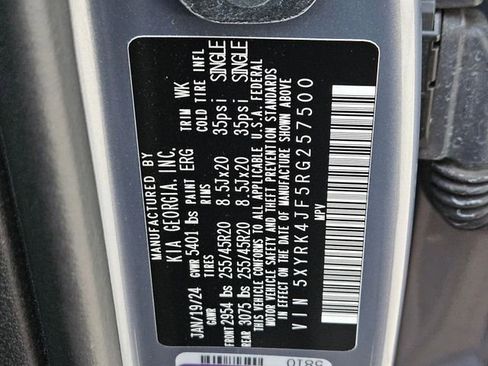 MANUFACTURED BY
KIA GEORGIA, INC.
JAN/19/24 GVWR 5401 lbs PAINT ERG TRIM WK
GAWR TIRES RIMS COLD TIRE INFL
FRONT 2954 lbs 255/45R20 8.5Jx20 35psi SINGLE
REAR 3075 lbs 255/45R20 8.5Jx20 35psi SINGLE
THIS VEHICLE CONFORMS TO ALL APPLICABLE U.S.A. FEDERAL
MOTOR VEHICLE SAFETY AND THEFT PREVENTION STANDARDS
IN EFFECT ON THE DATE OF MANUFACTURE SHOWN ABOVE.
VIN 5XYRK4JF5RG257500
MPV
5810